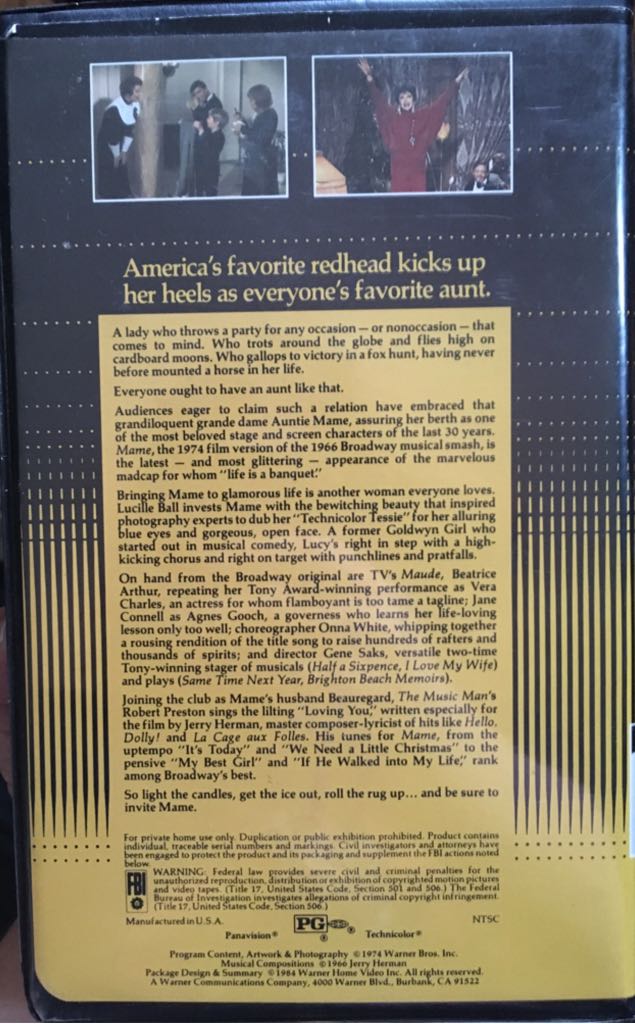 America's favorite redhead kicks up
her heels as everyone's favorite aunt.
A lady who throws a party for any occasion — or nonoccasion — that
comes to mind. Who trots around the globe and flies high on
cardboard moons. Who gallops to victory in a fox hunt, having never
before mounted a horse in her life.
Everyone ought to have an aunt like that.
Audiences eager to claim such a relation have embraced that
grandiloquent grande dame Auntie Mame, assuring her berth as one
of the most beloved stage and screen characters of the last 30 years.
Mame, the 1974 film version of the 1966 Broadway musical smash, is
the latest — and most glittering — appearance of the marvelous
madcap for whom "life is a banquet."
Bringing Mame to glamorous life is another woman everyone loves.
Lucille Ball invests Mame with the bewitching beauty that inspired
photography experts to dub her "Technicolor Tessie" for her alluring
blue eyes and gorgeous, open face. A former Goldwyn Girl who
started out in musical comedy, Lucy's right in step with a high-
kicking chorus and right on target with punchlines and pratfalls.
On hand from the Broadway original are TV's Maude, Beatrice
Arthur, repeating her Tony Award-winning performance as Vera
Charles, an actress for whom flamboyant is too tame a tagline; Jane
Connell as Agnes Gooch, a governess who learns her life-loving
lesson only too well; choreographer Onna White, whipping together
a rousing rendition of the title song to raise hundreds of rafters and
thousands of spirits; and director Gene Saks, versatile two-time
Tony-winning stager of musicals (Half a Sixpence, I Love My Wife)
and plays (Same Time Next Year, Brighton Beach Memoirs).
Joining the club as Mame's husband Beauregard, The Music Man's
Robert Preston sings the lilting "Loving You," written especially for
the film by Jerry Herman, master composer-lyricist of hits like Hello.
Dolly! and La Cage aux Folles. His tunes for Mame, from the
uptempo "It's Today" and "We Need a Little Christmas" to the
pensive "My Best Girl" and "If He Walked into My Life," rank
among Broadway's best.
So light the candles, get the ice out, roll the rug up... and be sure to
invite Mame.
For private home use only. Duplication or public exhibition prohibited. Product contains
individual, traceable serial numbers and markings. Civil investigators and attorneys have
been engaged to protect the product and its packaging and supplement the FBI actions noted
below.
FBI
WARNING: Federal law provides severe civil and criminal penalties for the
unauthorized reproduction, distribution or exhibition of copyrighted motion pictures
and video tapes. (Title 17, United States Code, Section 501 and 506.) The Federal
Bureau of Investigation investigates allegations of criminal copyright infringement.
(Title 17, United States Code, Section 506.)
Manufactured in U.S.A.
PG
NTSC
Panavision®
Technicolor®
Program Content, Artwork & Photography ©1974 Warner Bros. Inc.
Musical Compositions ©1966 Jerry Herman
Package Design & Summary ©1984 Warner Home Video Inc. All rights reserved.
A Warner Communications Company, 4000 Warner Blvd., Burbank, CA 91522